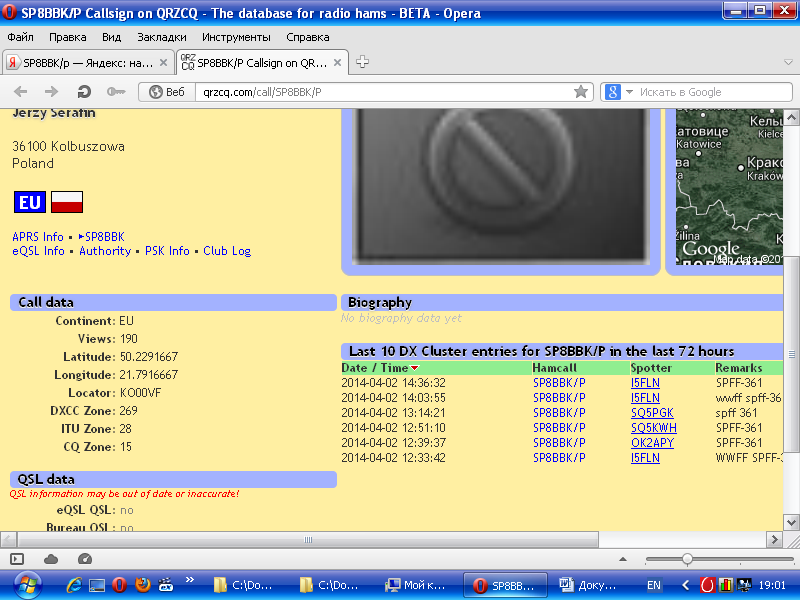 SP8BBK/P Callsign on QRZCQ - The database for radio hams - BETA - Opera
Файл Правка Вид Закладки Инструменты Справка
SP8BBK/p — Яндекс: на... QRZ CQ SP8BBK/P Callsign on QR...
Веб qrzcq.com/call/SP8BBK/P Искать в Google
Jerzy Serafin
36100 Kolbuszowa
Poland
EU
APRS Info • ▸SP8BBK
eQSL Info • Authority • PSK Info • Club Log
атовице
Katowice
Кель
Kielce
Крако
Kraków
Žilina
Google
Map data ©201
Call data
Continent: EU
Views: 190
Latitude: 50.2291667
Longitude: 21.7916667
Locator: KO00VF
DXCC Zone: 269
ITU Zone: 28
CQ Zone: 15
QSL data
QSL information may be out of date or inaccurate!
eQSL QSL: no
Bureau QSL: no
Biography
No biography data yet
Last 10 DX Cluster entries for SP8BBK/P in the last 72 hours
Date / Time Hamcall Spotter Remarks
2014-04-02 14:36:32 SP8BBK/P I5FLN SPFF-361
2014-04-02 14:03:55 SP8BBK/P I5FLN wwff spff-36
2014-04-02 13:14:21 SP8BBK/P SQ5PGK spff 361
2014-04-02 12:51:10 SP8BBK/P SQ5KWH SPFF-361
2014-04-02 12:39:37 SP8BBK/P OK2APY SPFF-361
2014-04-02 12:33:42 SP8BBK/P I5FLN WWFF SPFF-3
C:\Do... C:\Do... Мой к... SP8BB... Доку... EN 19:01